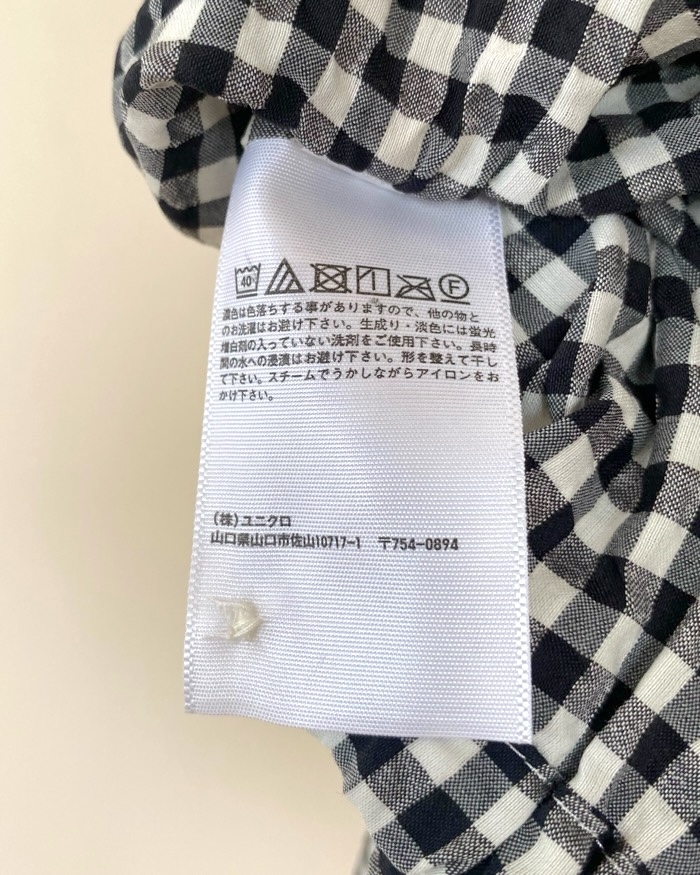 40 F
濃色は色落ちする事がありますので、他の物と
のお洗濯はお避け下さい。生成り・淡色には蛍光
増白剤の入っていない洗剤をご使用下さい。長時
間の水への浸漬はお避け下さい。形を整えて干し
て下さい。スチームでうかしながらアイロンをお
かけ下さい。
(株)ユニクロ
山口県山口市佐山10717-1 〒754-0894